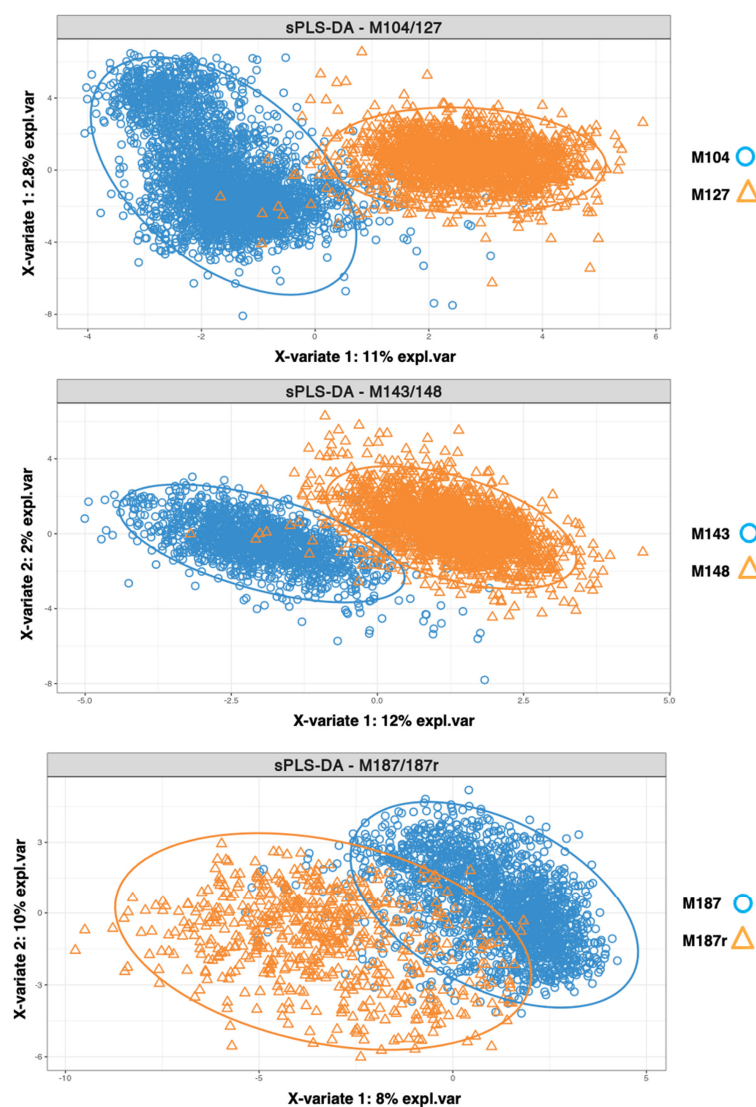 sPLS-DA - M104/127
4
0
-4
-8
X-variate 1: 2.8% expl.var
-4 -2 0 2 4 6
X-variate 1: 11% expl.var
M104
M127
sPLS-DA - M143/148
4
0
-4
-8
X-variate 2: 2% expl.var
-5.0 -2.5 0.0 2.5 5.0
X-variate 1: 12% expl.var
M143
M148
sPLS-DA - M187/187r
3
0
-3
-6
X-variate 2: 10% expl.var
-10 -5 0 5
X-variate 1: 8% expl.var
M187
M187r